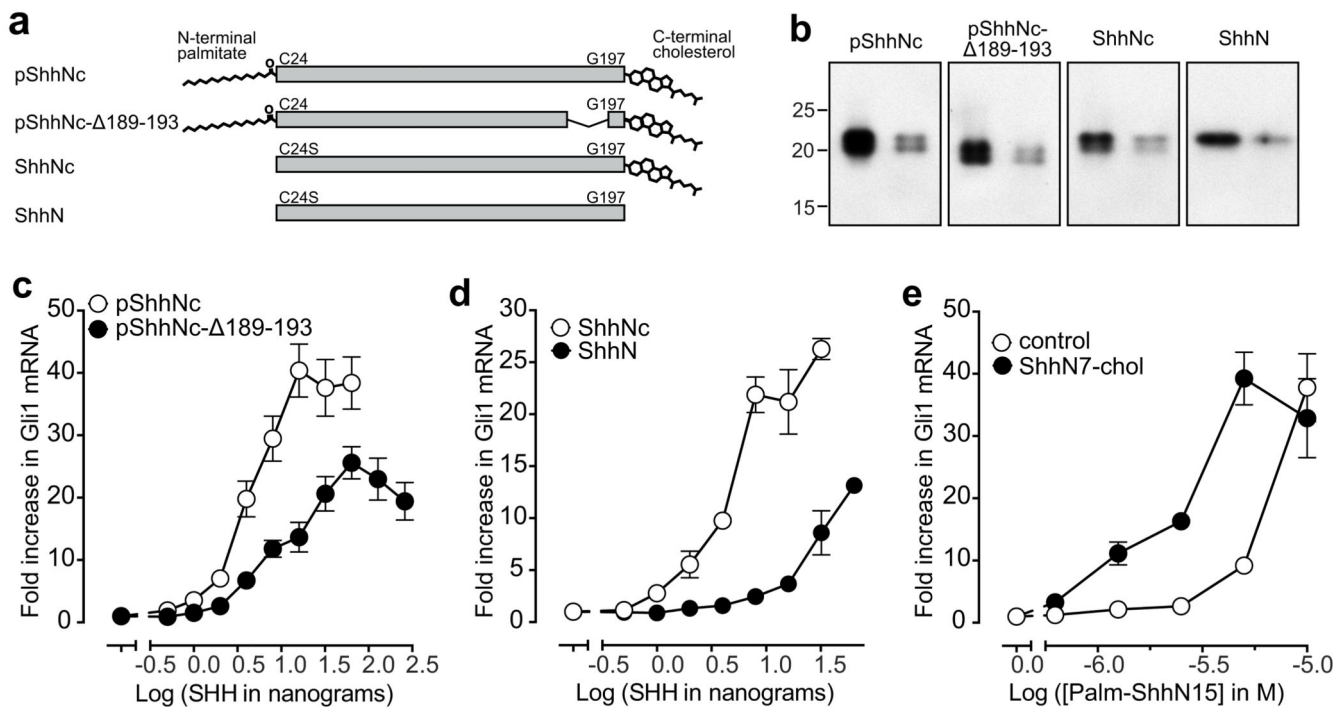 a
N-terminal palmitate
C-terminal cholesterol
pShhNc
O
C24
G197
pShhNc-Δ189-193
O
C24
G197
ShhNc
C24S
G197
ShhN
C24S
G197
b
pShhNc
pShhNc-
Δ189-193
ShhNc
ShhN
25
20
15
c
pShhNc
pShhNc-Δ189-193
Fold increase in Gli1 mRNA
50
40
30
20
10
0
-0.5 0.0 0.5 1.0 1.5 2.0 2.5
Log (SHH in nanograms)
d
ShhNc
ShhN
Fold increase in Gli1 mRNA
30
25
20
15
10
5
0
-0.5 0.0 0.5 1.0 1.5
Log (SHH in nanograms)
e
control
ShhN7-chol
Fold increase in Gli1 mRNA
50
40
30
20
10
0
0.0 -6.0 -5.5 -5.0
Log ([Palm-ShhN15] in M)